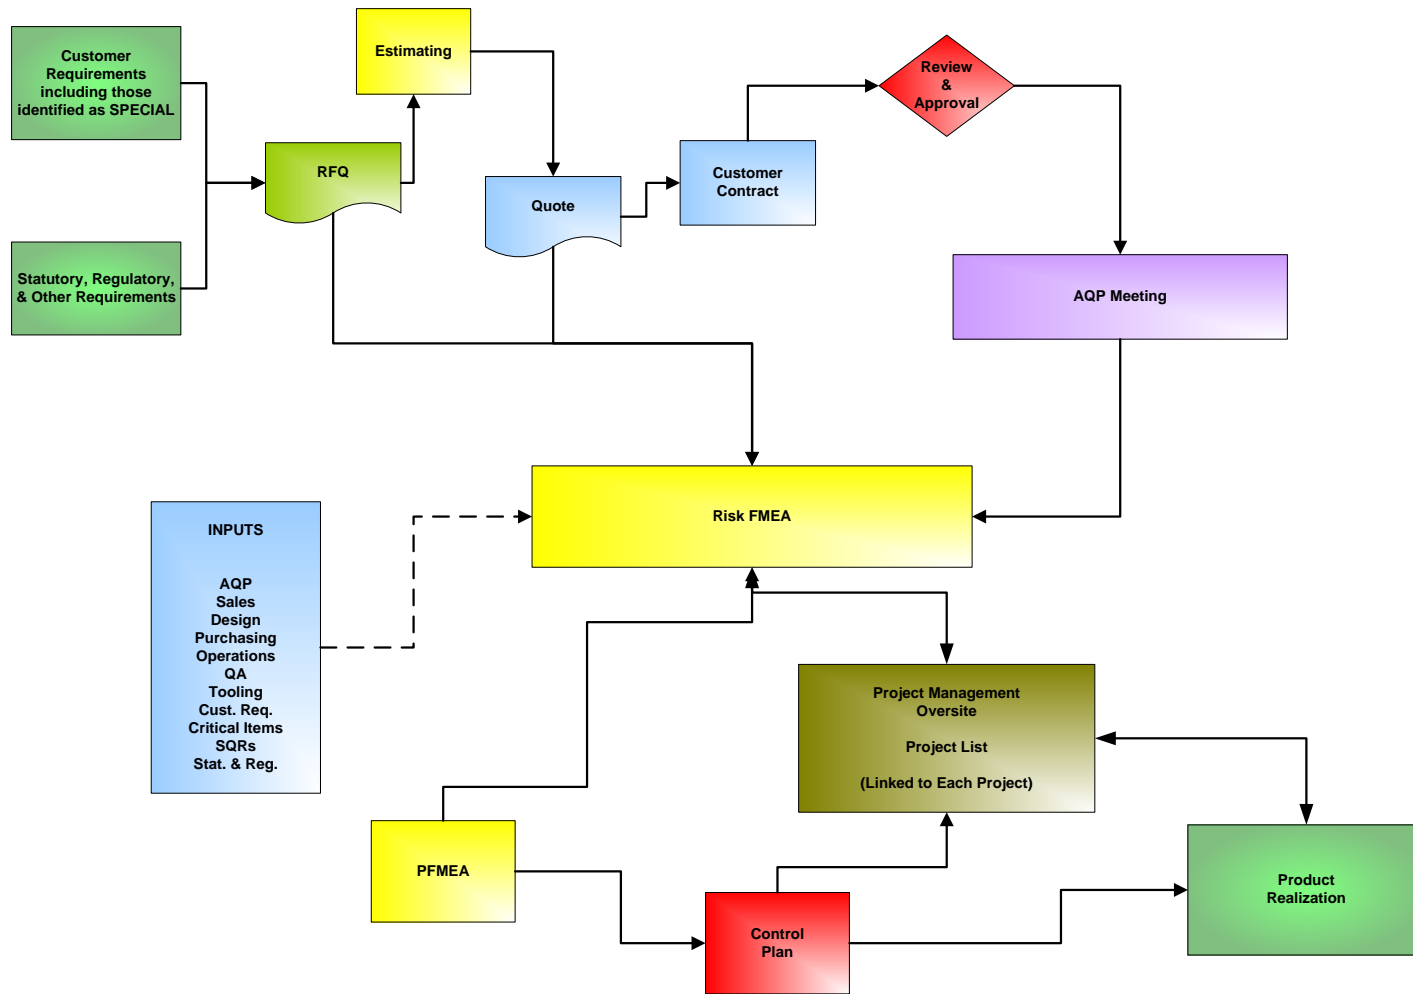 Customer
Requirements
including those
identified as SPECIAL
Estimating
Review
&
Approval
RFQ
Quote
Customer
Contract
Statutory, Regulatory,
& Other Requirements
AQP Meeting
Risk FMEA
INPUTS
AQP
Sales
Design
Purchasing
Operations
QA
Tooling
Cust. Req.
Critical Items
SQRs
Stat. & Reg.
Project Management
Oversite
Project List
(Linked to Each Project)
PFMEA
Control
Plan
Product
Realization